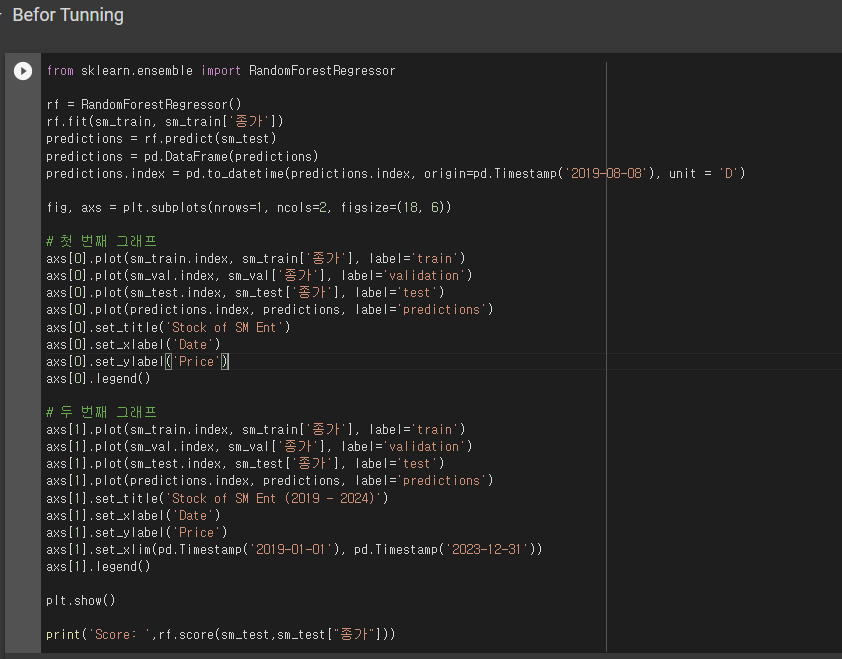 Befor Tunning
from sklearn.ensemble import RandomForestRegressor
rf = RandomForestRegressor()
rf.fit(sm_train, sm_train['종가'])
predictions = rf.predict(sm_test)
predictions = pd.DataFrame(predictions)
predictions.index = pd.to_datetime(predictions.index, origin=pd.Timestamp('2019-08-08'), unit = 'D')
fig, axs = plt.subplots(nrows=1, ncols=2, figsize=(18, 6))
# 첫 번째 그래프
axs[0].plot(sm_train.index, sm_train['종가'], label='train')
axs[0].plot(sm_val.index, sm_val['종가'], label='validation')
axs[0].plot(sm_test.index, sm_test['종가'], label='test')
axs[0].plot(predictions.index, predictions, label='predictions')
axs[0].set_title('Stock of SM Ent')
axs[0].set_xlabel('Date')
axs[0].set_ylabel('Price')
axs[0].legend()
# 두 번째 그래프
axs[1].plot(sm_train.index, sm_train['종가'], label='train')
axs[1].plot(sm_val.index, sm_val['종가'], label='validation')
axs[1].plot(sm_test.index, sm_test['종가'], label='test')
axs[1].plot(predictions.index, predictions, label='predictions')
axs[1].set_title('Stock of SM Ent (2019 - 2024)')
axs[1].set_xlabel('Date')
axs[1].set_ylabel('Price')
axs[1].set_xlim(pd.Timestamp('2019-01-01'), pd.Timestamp('2023-12-31'))
axs[1].legend()
plt.show()
print('Score: ',rf.score(sm_test,sm_test["종가"]))